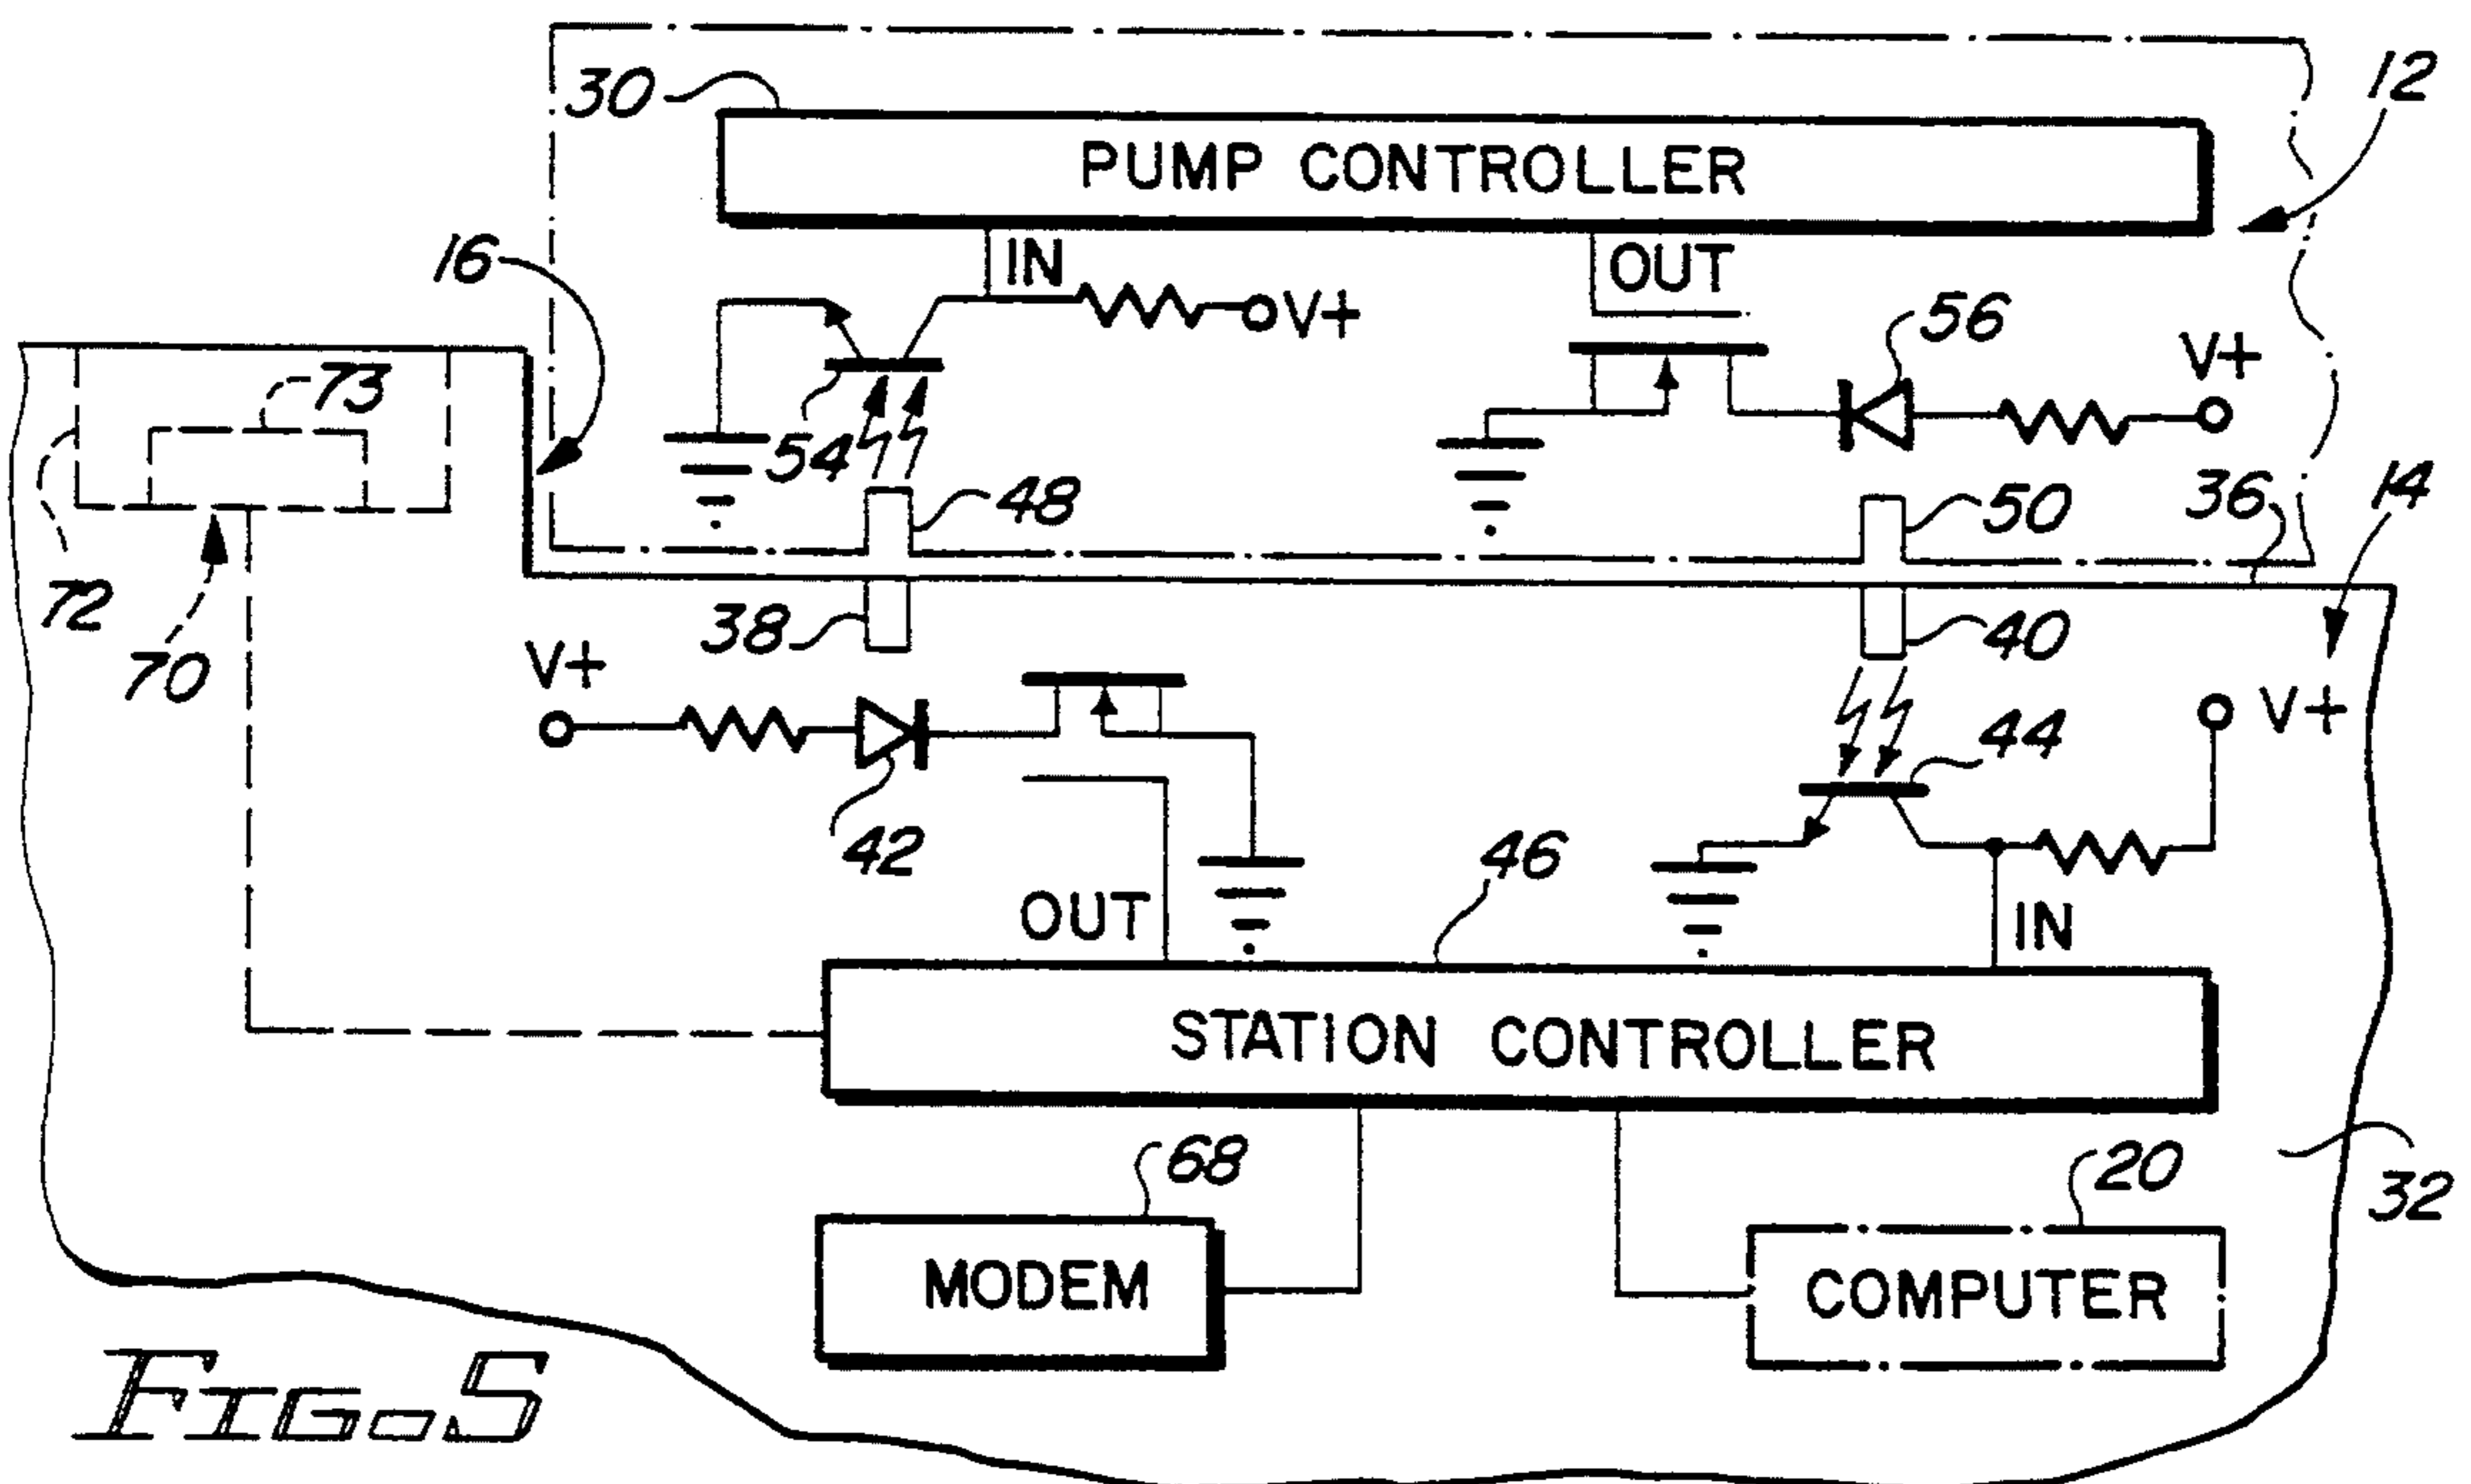 30
12
PUMP CONTROLLER
16
IN
OUT
V+
56
V+
73
54
48
50
36
14
72
38
40
70
V+
V+
44
42
46
OUT
IN
STATION CONTROLLER
68
20
32
MODEM
COMPUTER
FIG. 5